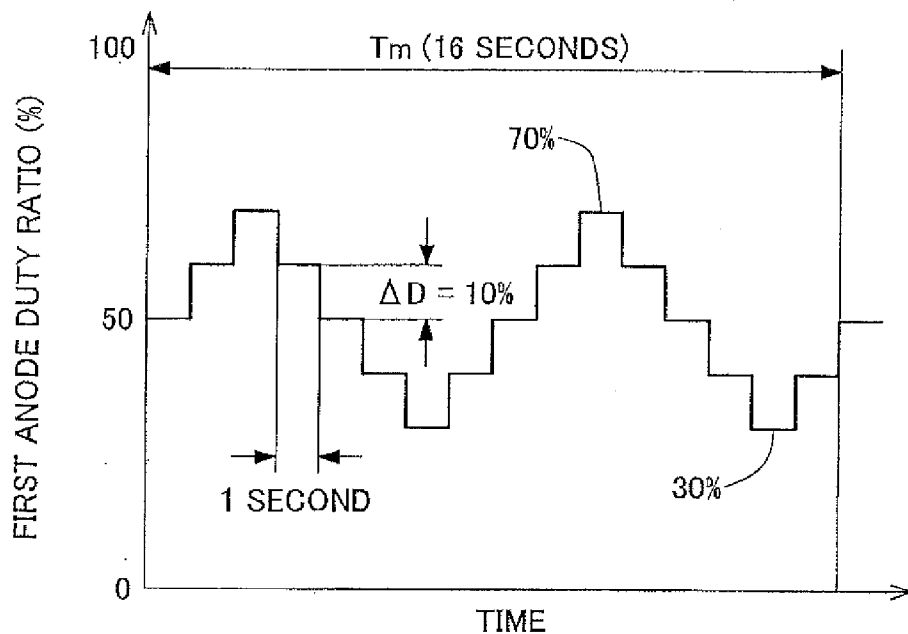 100
Tm (16 SECONDS)
70%
FIRST ANODE DUTY RATIO (%)
ΔD = 10%
50
1 SECOND
30%
0
TIME